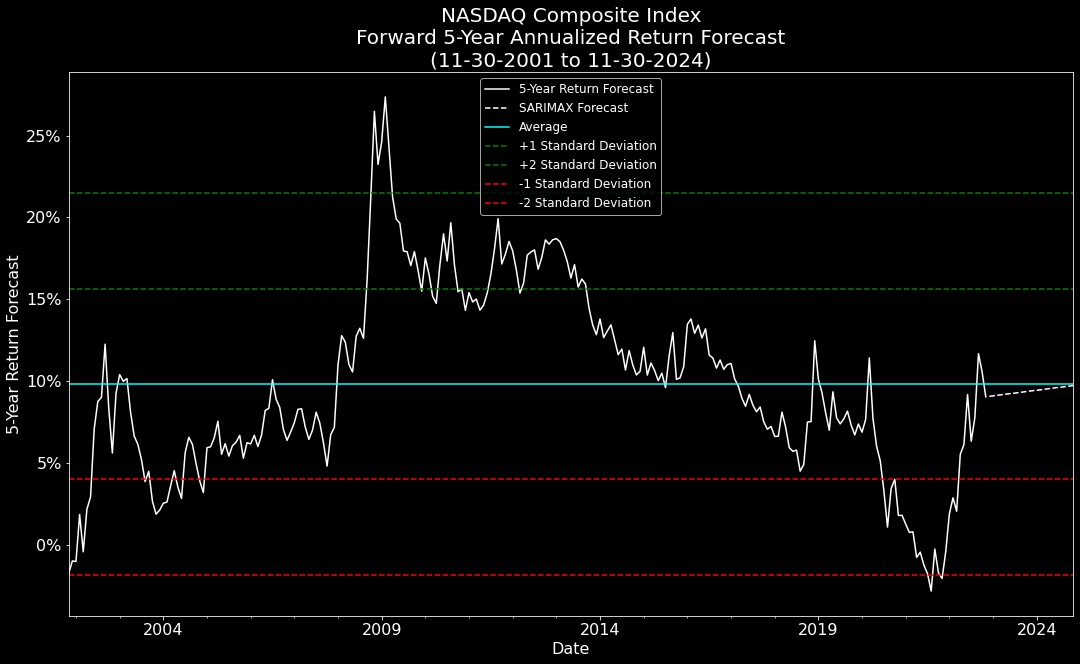 NASDAQ Composite Index
Forward 5-Year Annualized Return Forecast
(11-30-2001 to 11-30-2024)
5-Year Return Forecast
SARIMAX Forecast
Average
+1 Standard Deviation
+2 Standard Deviation
-1 Standard Deviation
-2 Standard Deviation
5-Year Return Forecast
25%
20%
15%
10%
5%
0%
2004
2009
2014
2019
2024
Date